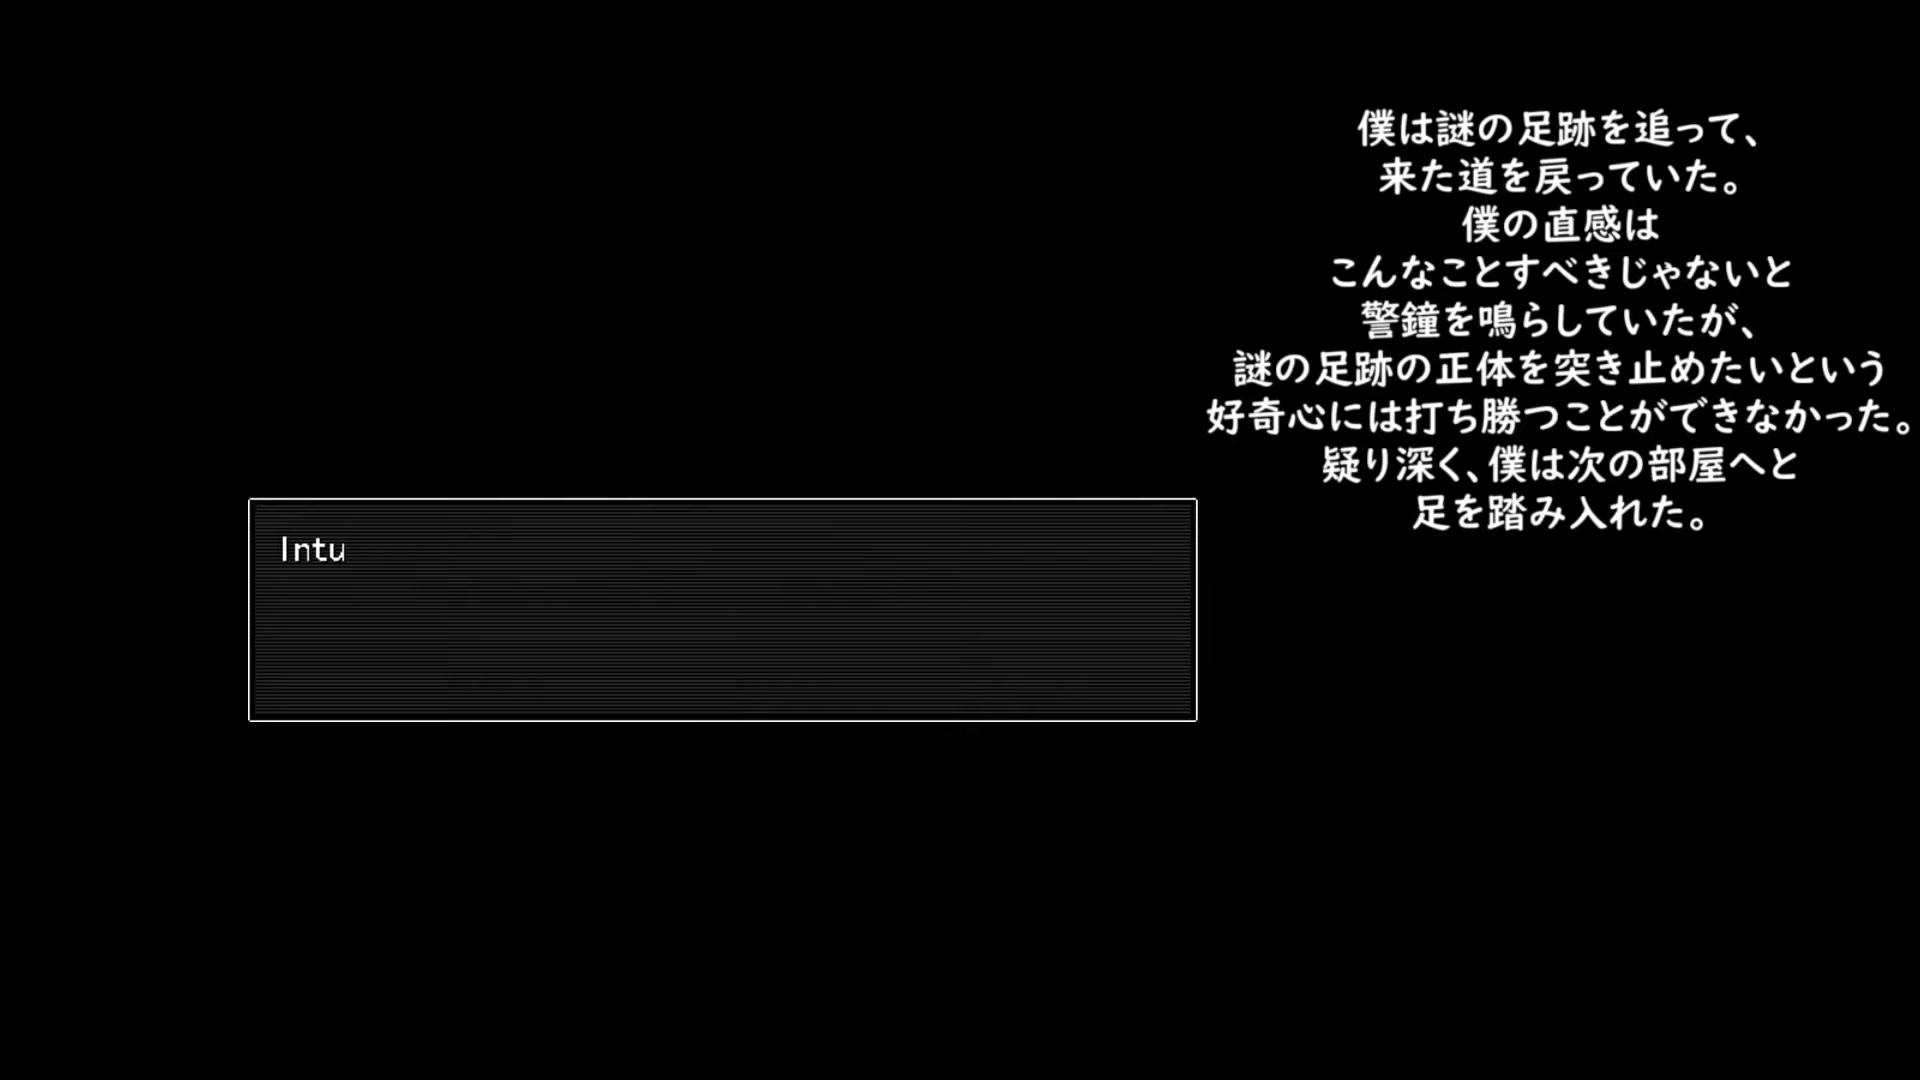 僕は謎の足跡を追って、
来た道を戻っていた。
僕の直感は
こんなことすべきじゃないと
警鐘を鳴らしていたが、
謎の足跡の正体を突き止めたいという
好奇心には打ち勝つことができなかった。
疑り深く、僕は次の部屋へと
足を踏み入れた。
Intu